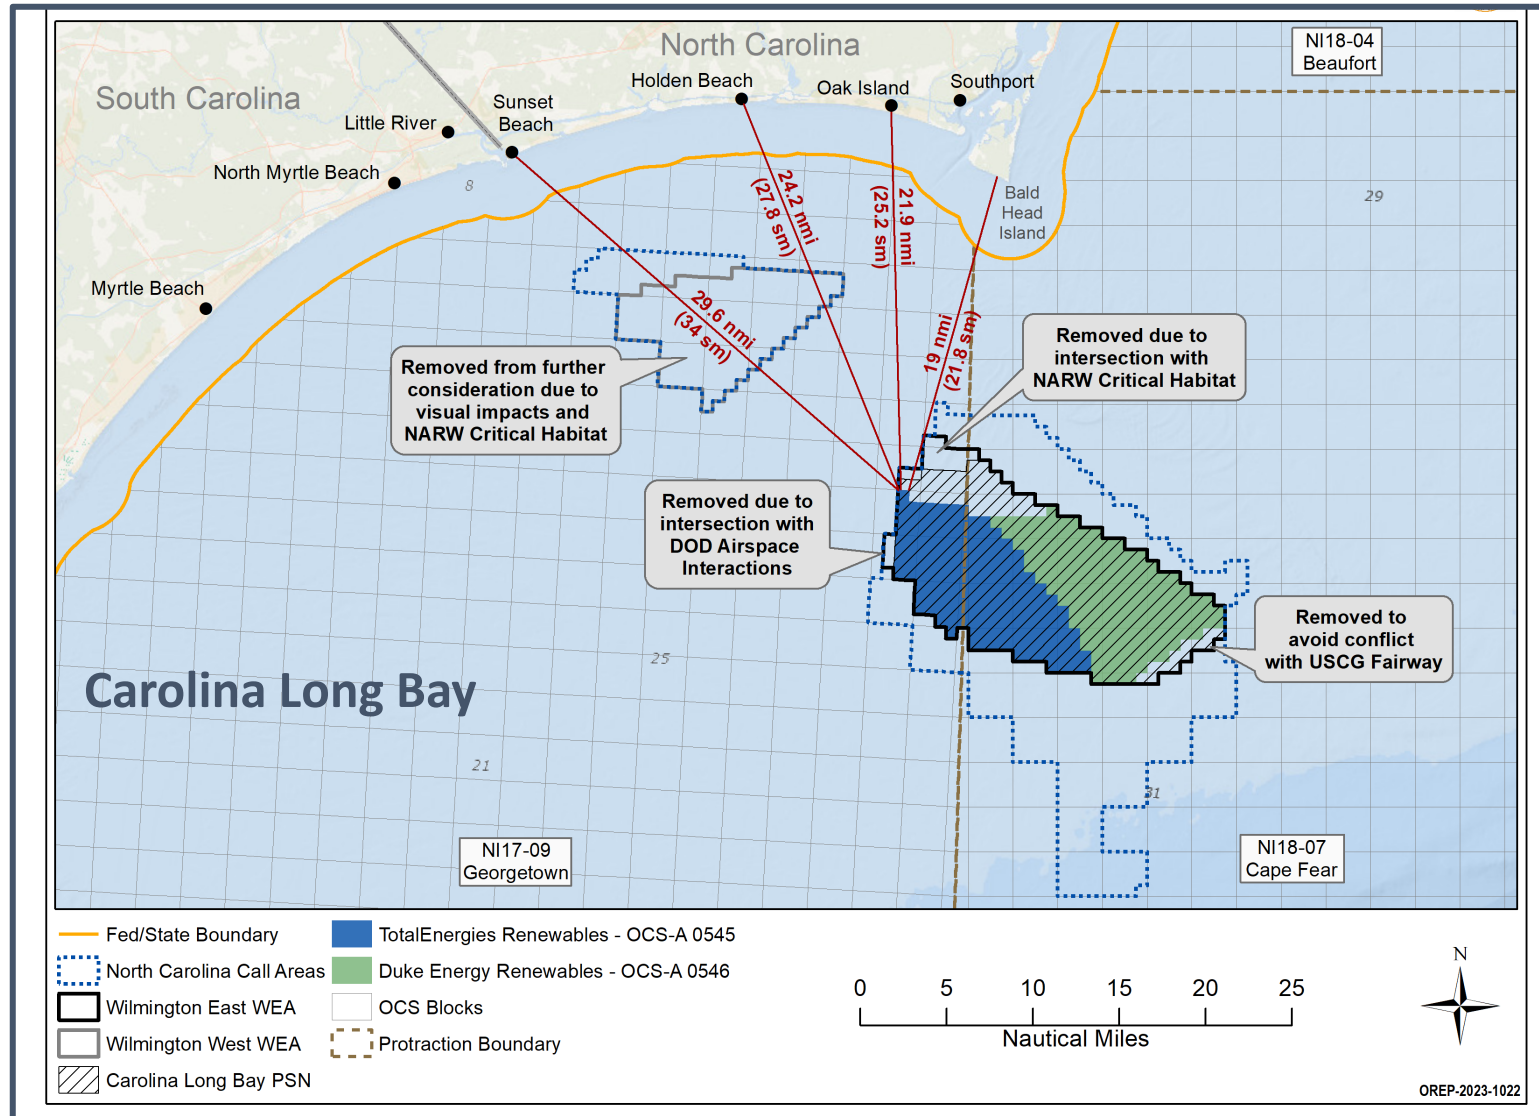 North Carolina
South Carolina
NI18-04
Beaufort
Holden Beach
Oak Island
Southport
Sunset
Beach
Little River
North Myrtle Beach
Myrtle Beach
8
29
Bald
Head
Island
24.2 nmi
(27.8 sm)
21.9 nmi
(25.2 sm)
29.6 nmi
(34 sm)
19 nmi
(21.8 sm)
Removed due to
intersection with
NARW Critical Habitat
Removed from further
consideration due to
visual impacts and
NARW Critical Habitat
Removed due to
intersection with
DOD Airspace
Interactions
Removed to
avoid conflict
with USCG Fairway
25
Carolina Long Bay
21
31
NI17-09
Georgetown
NI18-07
Cape Fear
Fed/State Boundary
North Carolina Call Areas
Wilmington East WEA
Wilmington West WEA
Carolina Long Bay PSN
TotalEnergies Renewables - OCS-A 0545
Duke Energy Renewables - OCS-A 0546
OCS Blocks
Protraction Boundary
0 5 10 15 20 25
Nautical Miles
N
OREP-2023-1022